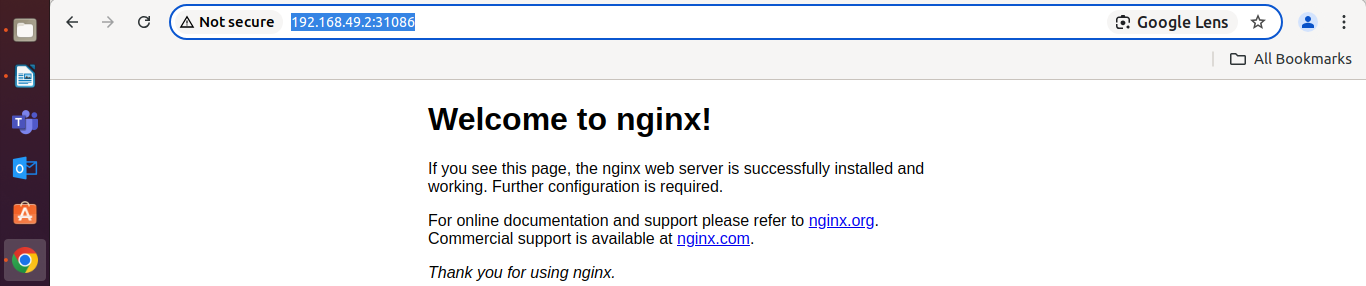 Not secure 192.168.49.2:31086 Google Lens
All Bookmarks
Welcome to nginx!
If you see this page, the nginx web server is successfully installed and
working. Further configuration is required.
For online documentation and support please refer to nginx.org.
Commercial support is available at nginx.com.
Thank you for using nginx.